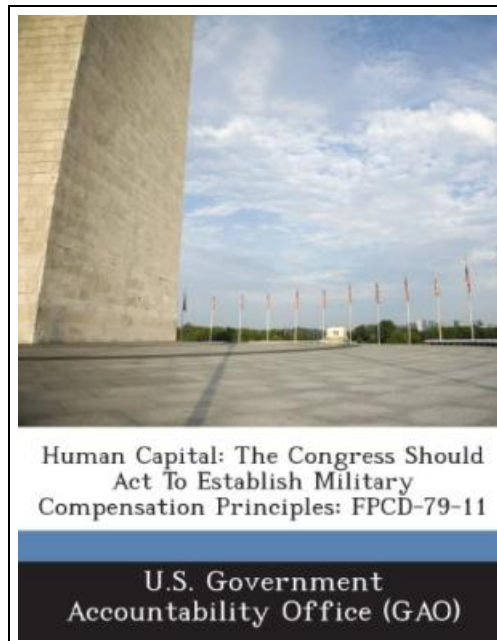 Human Capital: The Congress Should
Act To Establish Military
Compensation Principles: FPCD-79-11
U.S. Government
Accountability Office (GAO)